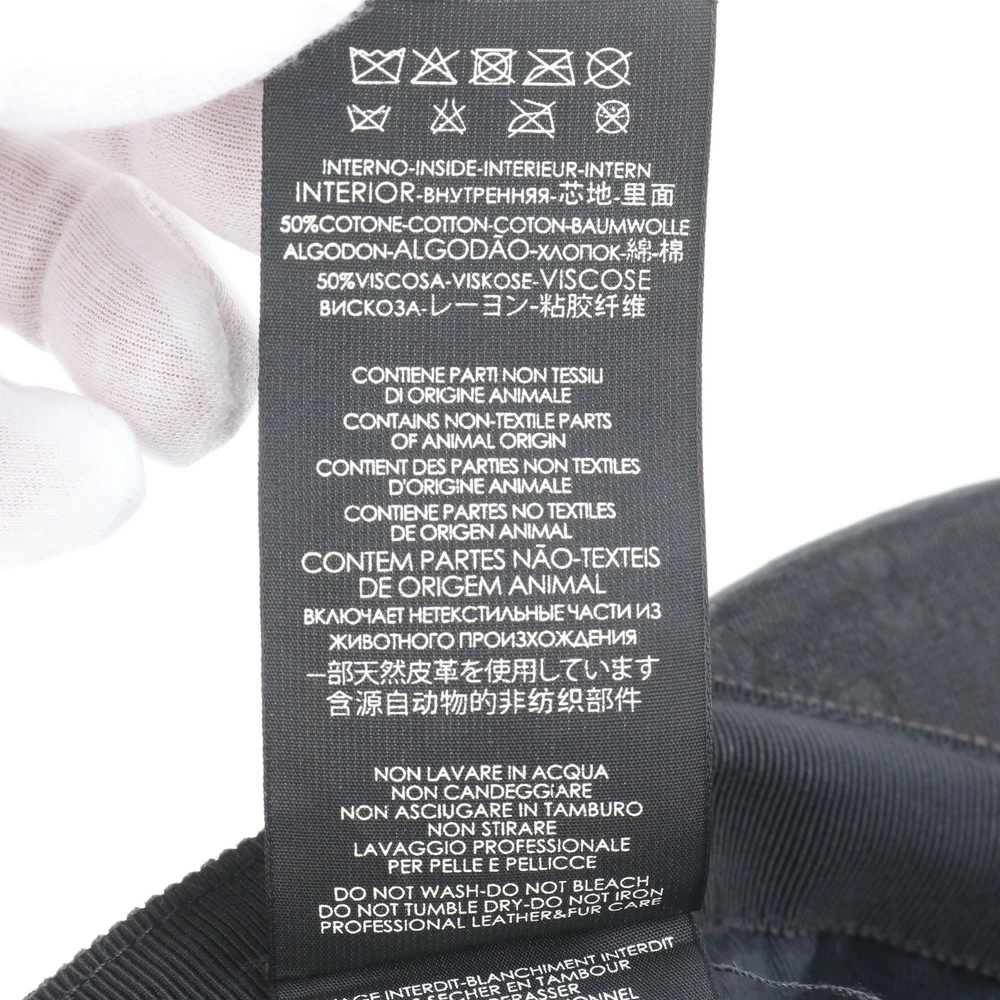 INTERNO-INSIDE-INTERIEUR-INTERN
INTERIOR-ВНУТРЕННЯЯ-芯地-里面
50%COTONE-COTTON-COTON-BAUMWOLLE
ALGODON-ALGODÃO-ХЛОПОК-綿-棉
50%VISCOSA-VISKOSE-VISCOSE
ВИСКОЗА-レーヨン-粘胶纤维
CONTIENE PARTI NON TESSILI
DI ORIGINE ANIMALE
CONTAINS NON-TEXTILE PARTS
OF ANIMAL ORIGIN
CONTIENT DES PARTIES NON TEXTILES
D'ORIGINE ANIMALE
CONTIENE PARTES NO TEXTILES
DE ORIGEN ANIMAL
CONTEM PARTES NÃO-TEXTEIS
DE ORIGEM ANIMAL
ВКЛЮЧАЕТ НЕТЕКСТИЛЬНЫЕ ЧАСТИ ИЗ
ЖИВОТНОГО ПРОИЗХОЖДЕНИЯ
一部天然皮革を使用しています
含源自动物的非纺织部件
NON LAVARE IN ACQUA
NON CANDEGGIARE
NON ASCIUGARE IN TAMBURO
NON STIRARE
LAVAGGIO PROFESSIONALE
PER PELLE E PELLICCE
DO NOT WASH-DO NOT BLEACH
DO NOT TUMBLE DRY-DO NOT IRON
PROFESSIONAL LEATHER&FUR CARE
INTERDIT-BLANCHIMENT INTERDIT
SÉCHER EN TAMBOUR